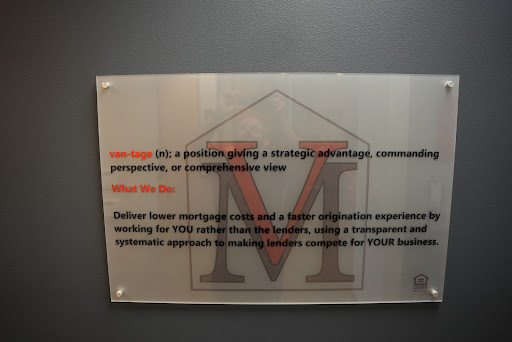 van-tage (n); a position giving a strategic advantage, commanding
perspective, or comprehensive view
What We Do:
Deliver lower mortgage costs and a faster origination experience by
working for YOU rather than the lenders, using a transparent and
systematic approach to making lenders compete for YOUR business.
VM